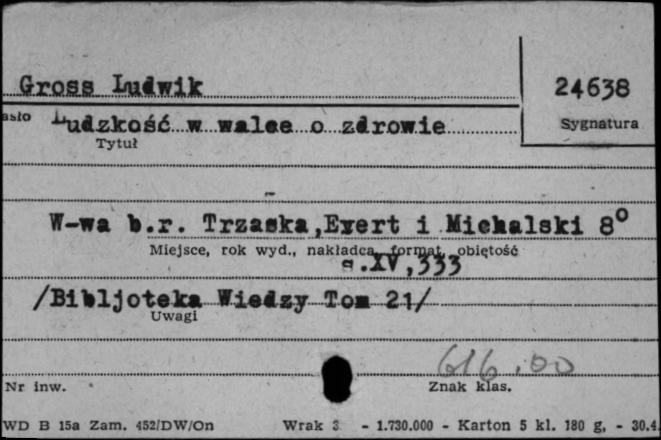 Gross Ludwik
24638
asło Ludzkość w walce o zdrowie
Sygnatura
Tytuł
W-wa b.r. Trzaska,Evert i Michalski 8°
Miejsce, rok wyd., nakładca, format, objętość
s.XV,333
/Bibljoteka Wiedzy Tom 21/
Uwagi
616.00
Nr inw.
Znak klas.
WD B 15a Zam. 452/DW/On Wrak 3 - 1.730.000 - Karton 5 kl. 180 g, - 30.4